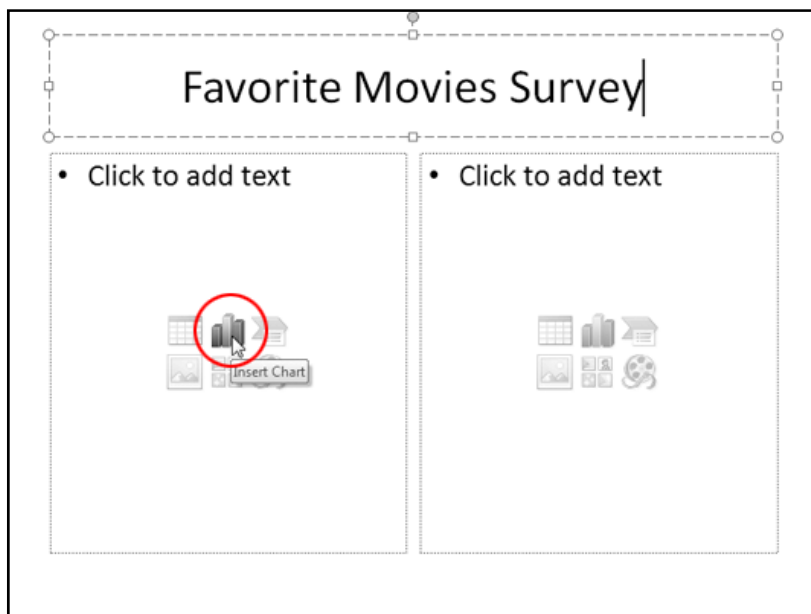 Favorite Movies Survey
• Click to add text
• Click to add text
Insert Chart